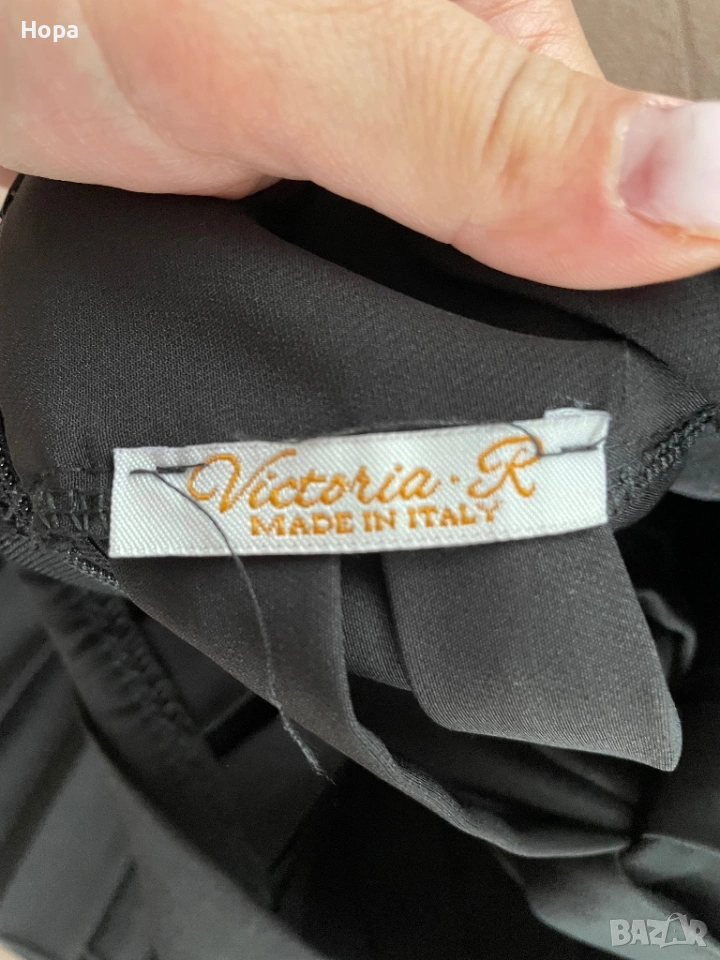 Нора
Victoria · R
MADE IN ITALY
BAZAR